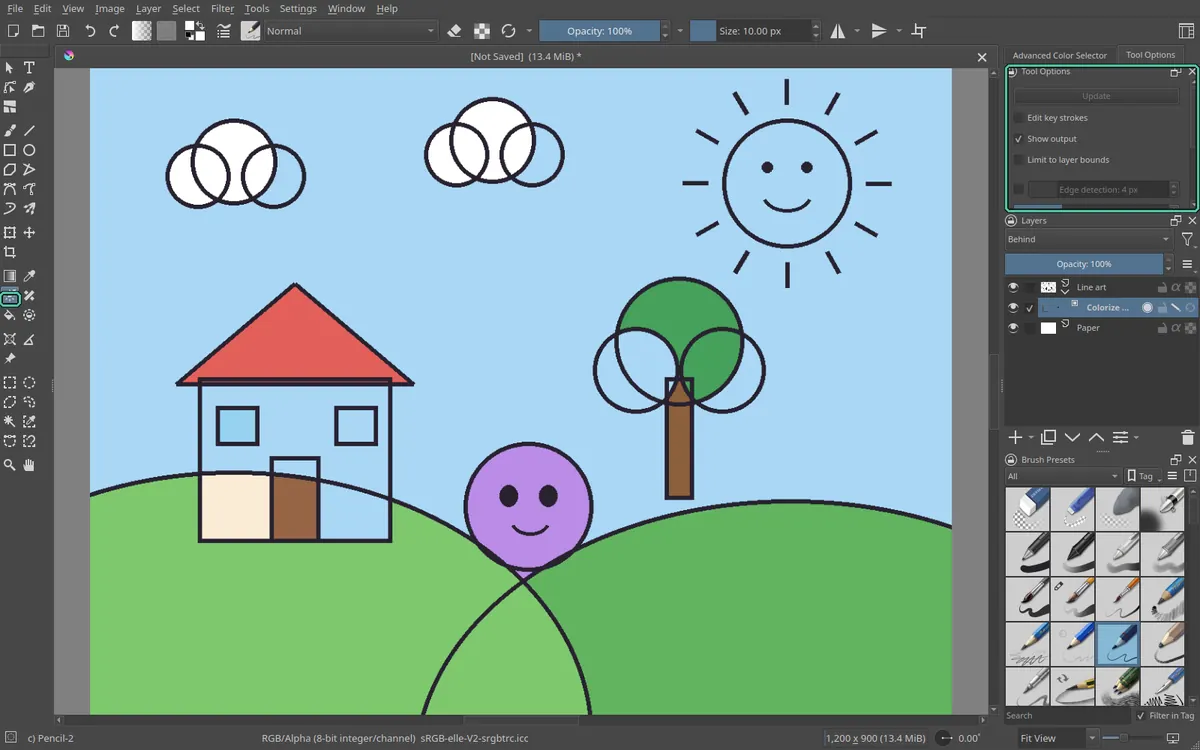 File Edit View Image Layer Select Filter Tools Settings Window Help
Normal
Opacity: 100%
Size: 10.00 px
[Not Saved] (13.4 MiB) *
Advanced Color Selector
Tool Options
Tool Options
Update
Edit key strokes
Show output
Limit to layer bounds
Edge detection: 4 px
Layers
Behind
Opacity: 100%
Line art
Colorize ...
Paper
Brush Presets
All
Tag
Search
Filter in Tag
c) Pencil-2
RGB/Alpha (8-bit integer/channel) sRGB-elle-V2-srgbtrc.icc
1,200 x 900 (13.4 MiB)
0.00°
Fit View